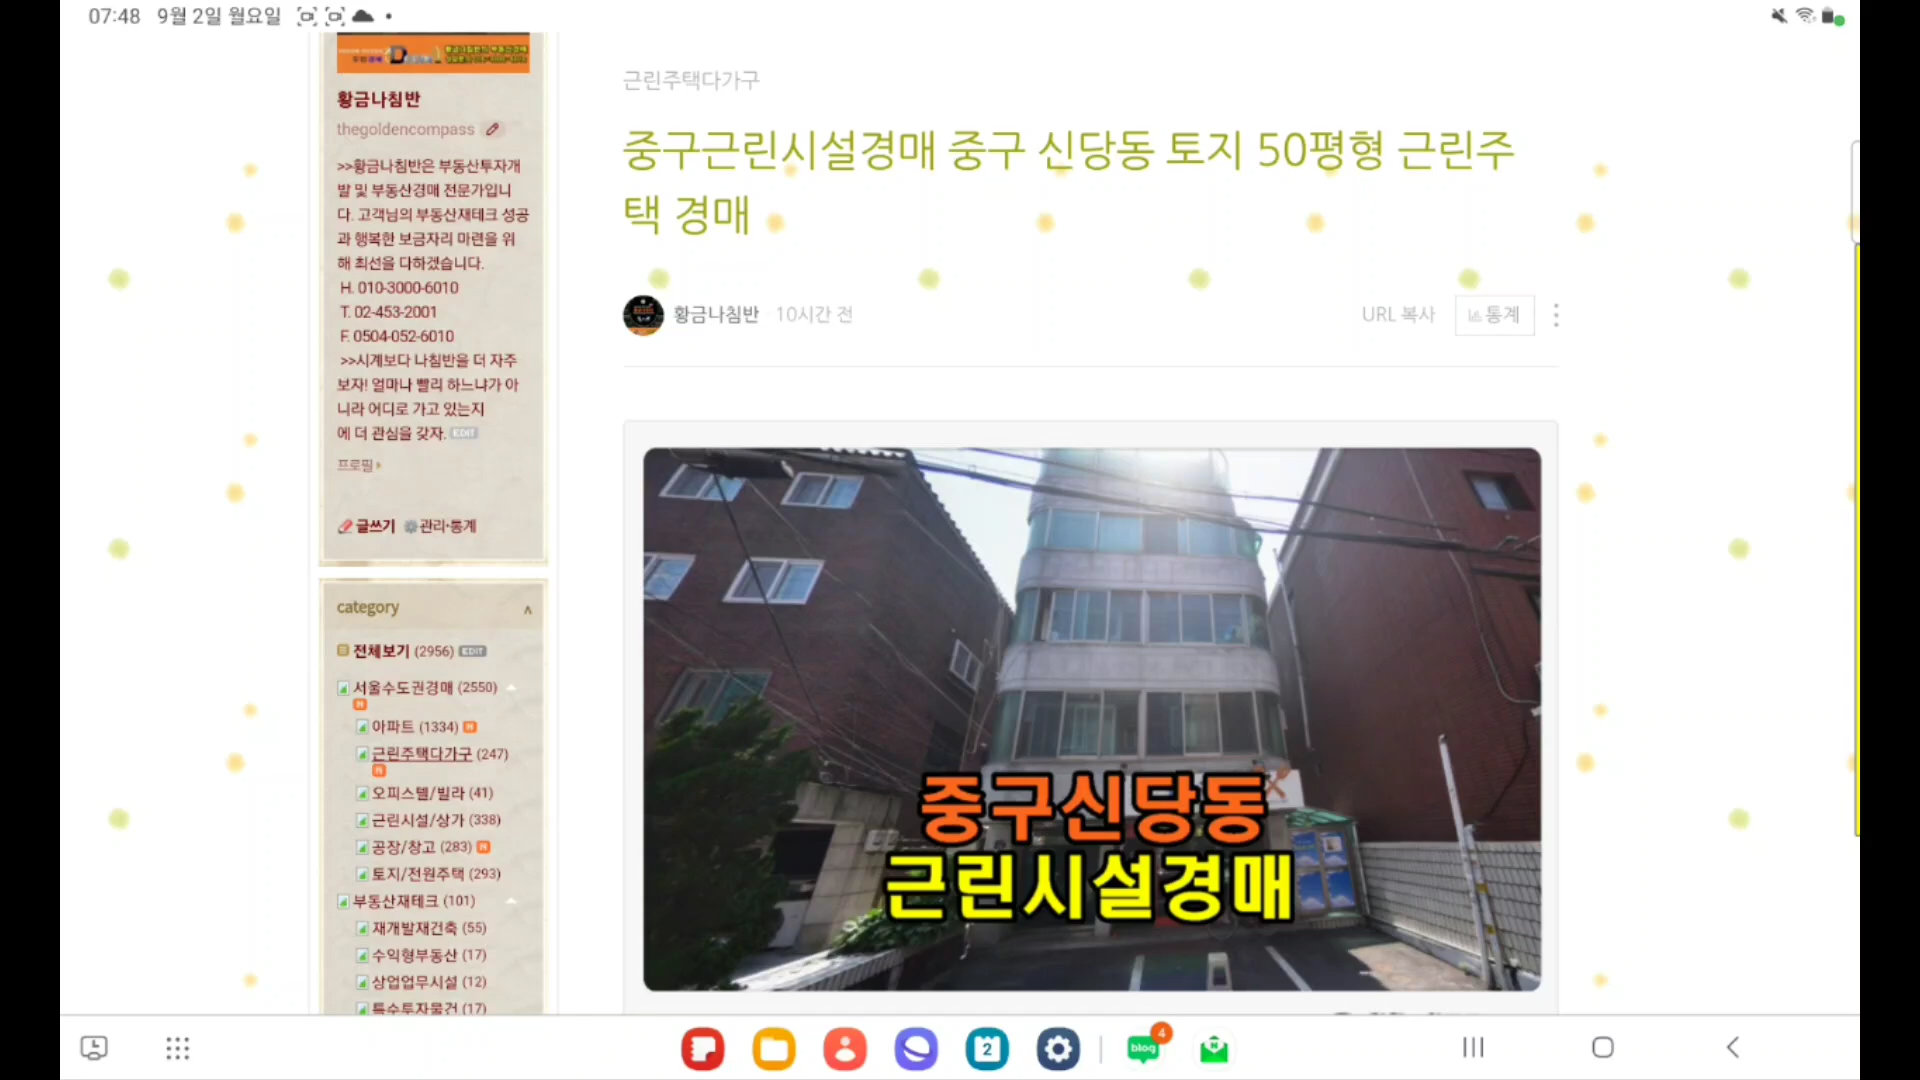 07:48 9월 2일 월요일
황금나침반
thegoldencompass
>>황금나침반은 부동산투자개
발 및 부동산경매 전문가입니
다. 고객님의 부동산재테크 성공
과 행복한 보금자리 마련을 위
해 최선을 다하겠습니다.
H. 010-3000-6010
T. 02-453-2001
F. 0504-052-6010
>>시계보다 나침반을 더 자주
보자! 얼마나 빨리 하느냐가 아
니라 어디로 가고 있는지
에 더 관심을 갖자. EDIT
프로필
글쓰기 관리·통계
category
전체보기 (2956) EDIT
서울수도권경매 (2550)
N
아파트 (1334) N
근린주택다가구 (247)
N
오피스텔/빌라 (41)
근린시설/상가 (338)
공장/창고 (283) N
토지/전원주택 (293)
부동산재테크 (101)
재개발재건축 (55)
수익형부동산 (17)
상업업무시설 (12)
특수투자물건 (17)
근린주택다가구
중구근린시설경매 중구 신당동 토지 50평형 근린주
택 경매
황금나침반 · 10시간 전
URL 복사 통계
중구신당동
근린시설경매
2
blog
4
N